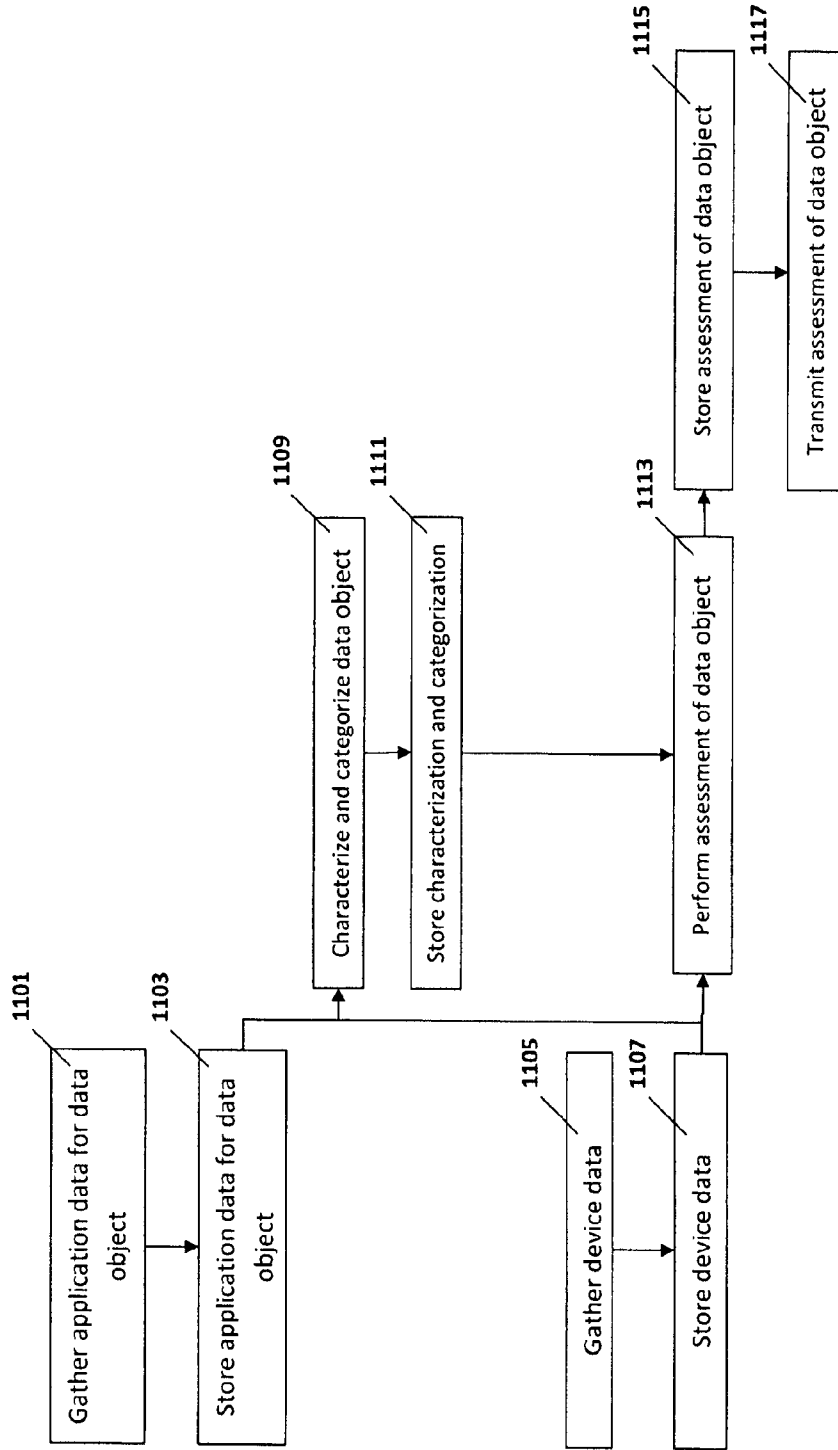 1101
Gather application data for data
object
1103
Store application data for data
object
1105
Gather device data
1107
Store device data
1109
Characterize and categorize data object
1111
Store characterization and categorization
1113
Perform assessment of data object
1115
Store assessment of data object
1117
Transmit assessment of data object